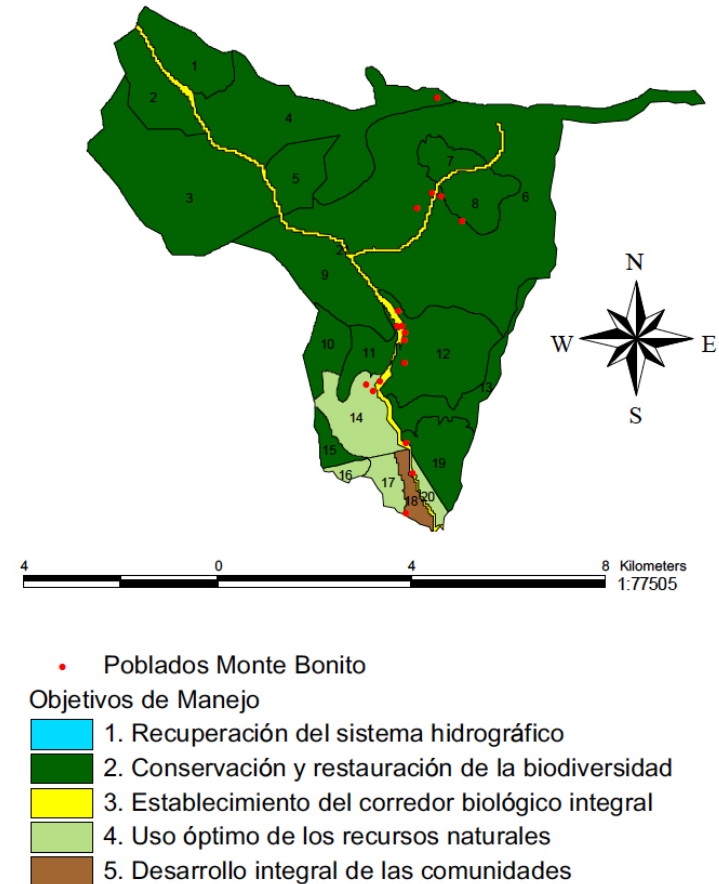 1
2
4
5
7
3
8
6
2
9
10
11
12
13
14
15
19
16
17
18
20
N
W
E
S
4 0 4 8 Kilometers
1:77505
Poblados Monte Bonito
Objetivos de Manejo
1. Recuperación del sistema hidrográfico
2. Conservación y restauración de la biodiversidad
3. Establecimiento del corredor biológico integral
4. Uso óptimo de los recursos naturales
5. Desarrollo integral de las comunidades